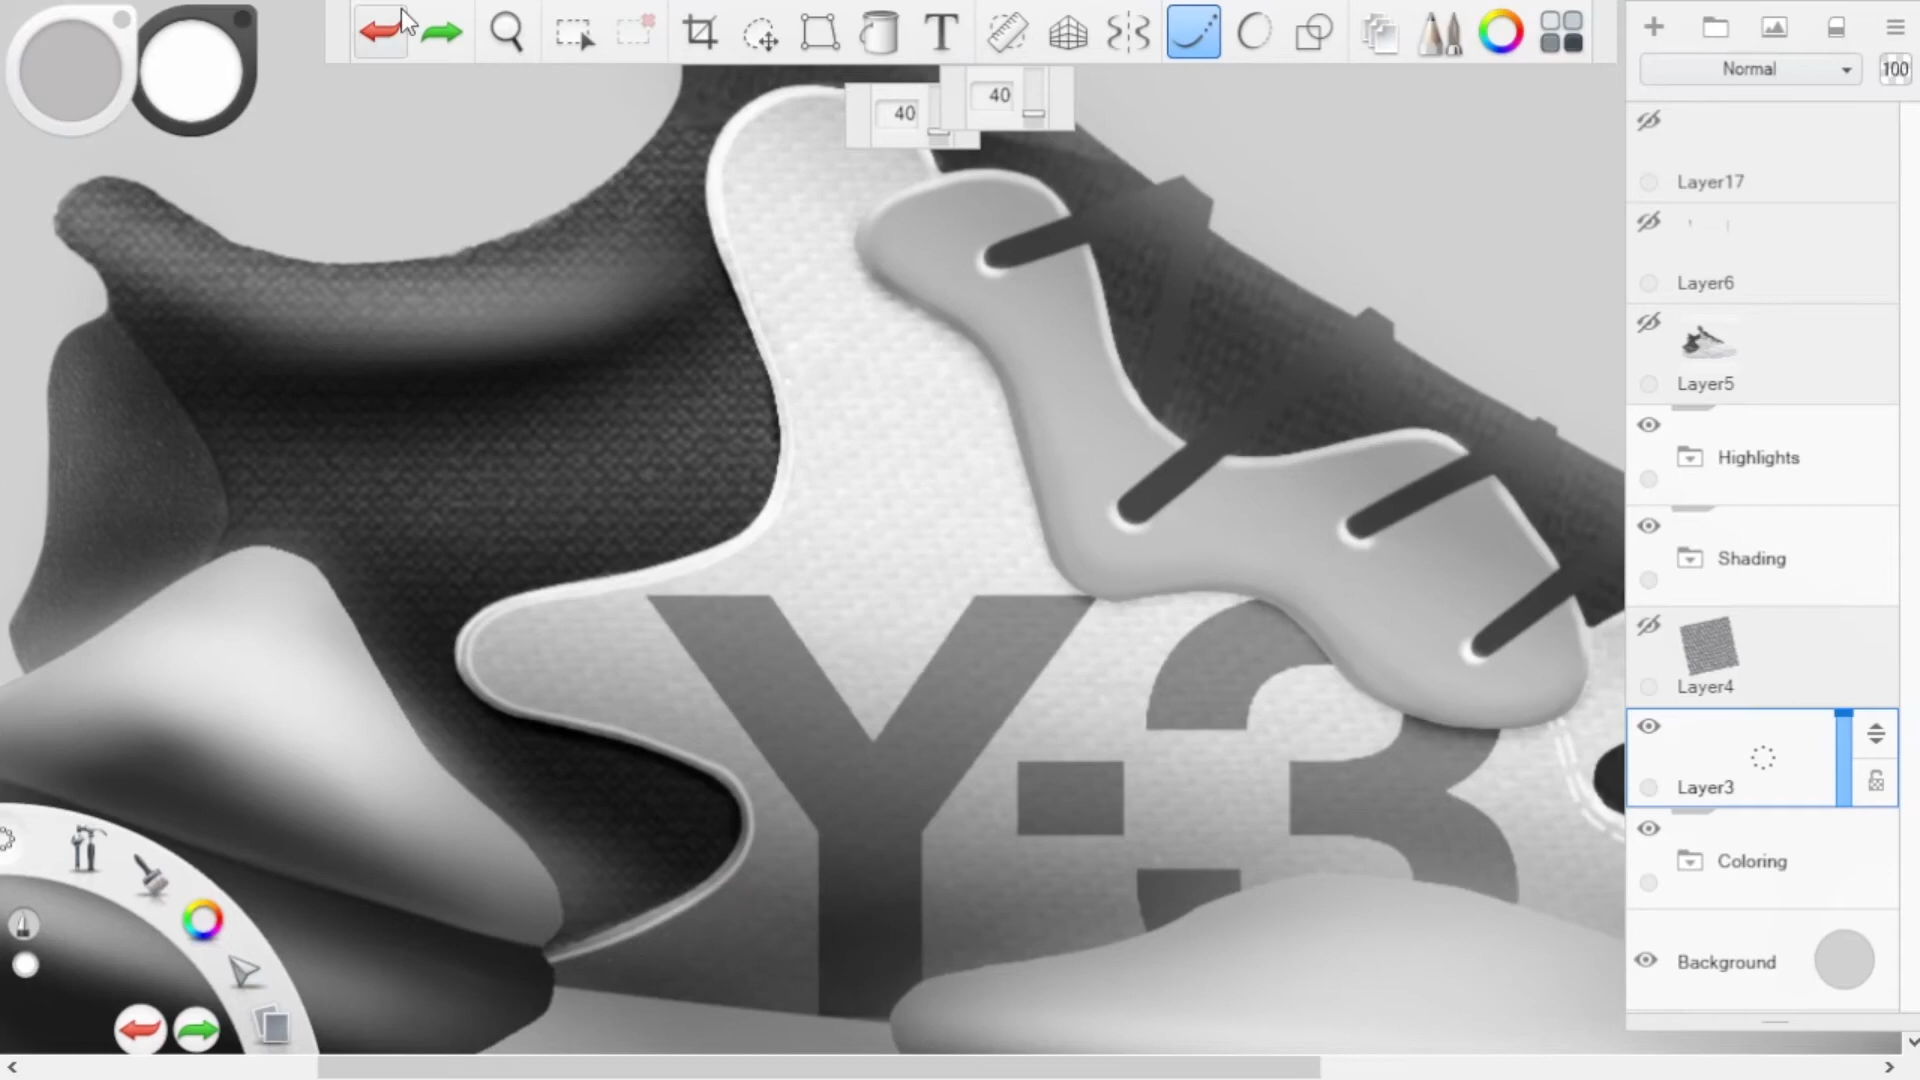 T
Normal
100
40
40
Layer17
Layer6
Layer5
Highlights
Shading
Layer4
Layer3
Coloring
Background
Y-3